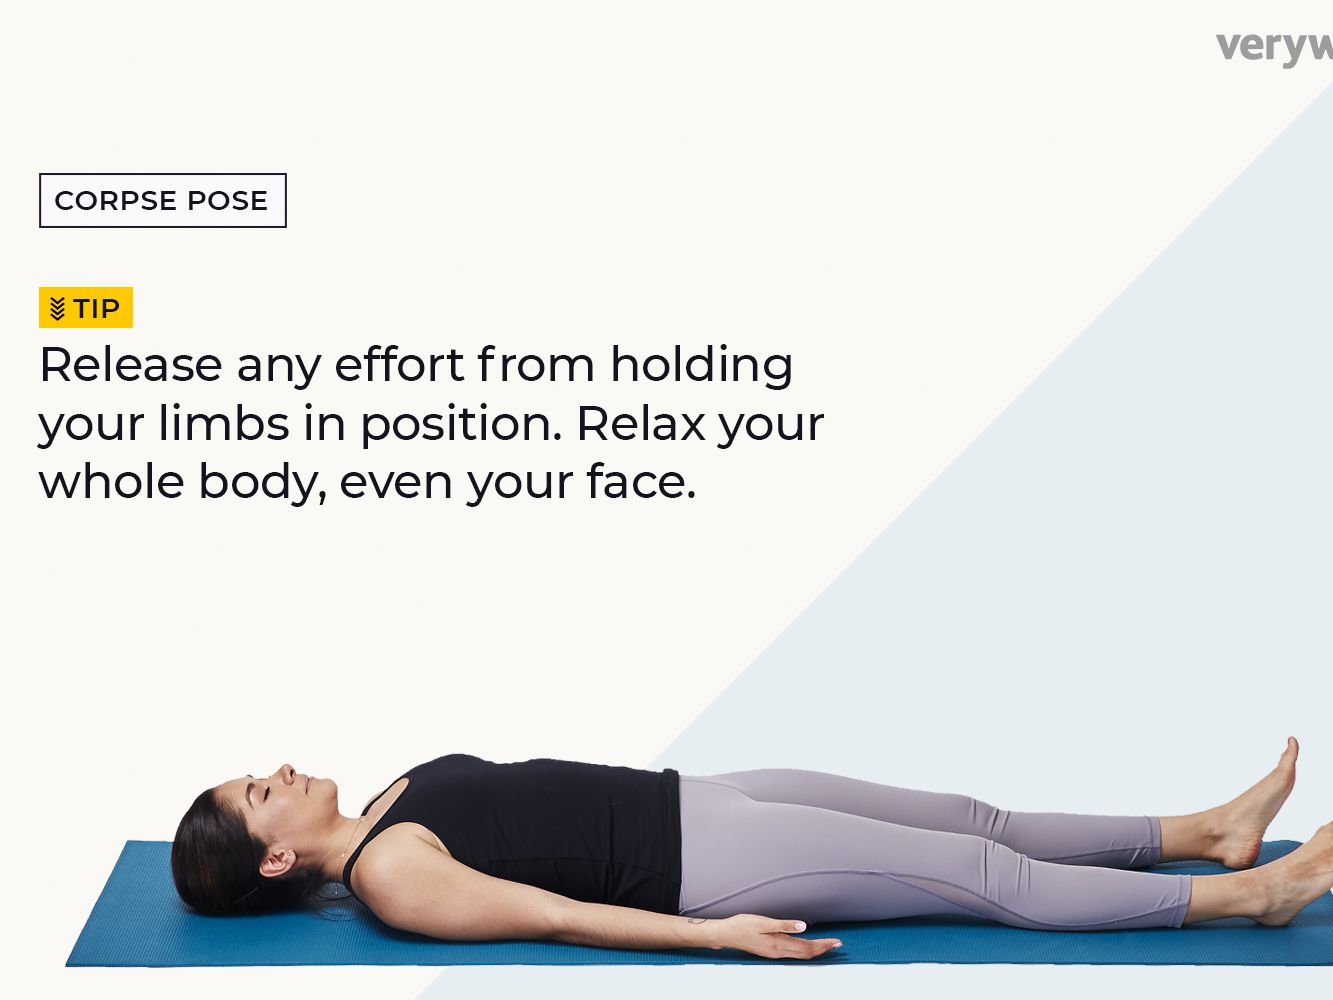 veryw
CORPSE POSE
TIP
Release any effort from holding
your limbs in position. Relax your
whole body, even your face.